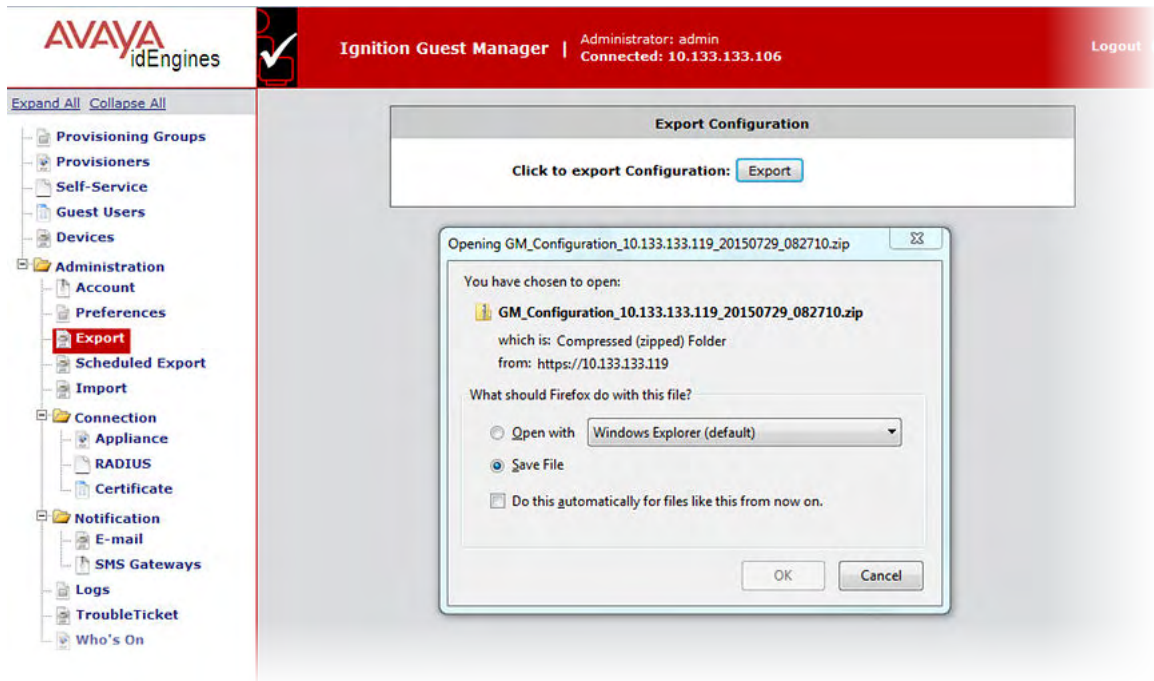 AVAYA
idEngines
Ignition Guest Manager | Administrator: admin
Connected: 10.133.133.106
Logout
Expand All Collapse All
Provisioning Groups
Provisioners
Self-Service
Guest Users
Devices
Administration
Account
Preferences
Export
Scheduled Export
Import
Connection
Appliance
RADIUS
Certificate
Notification
E-mail
SMS Gateways
Logs
TroubleTicket
Who's On
Export Configuration
Click to export Configuration: Export
Opening GM_Configuration_10.133.133.119_20150729_082710.zip
You have chosen to open:
GM_Configuration_10.133.133.119_20150729_082710.zip
which is: Compressed (zipped) Folder
from: https://10.133.133.119
What should Firefox do with this file?
Open with Windows Explorer (default)
Save File
Do this automatically for files like this from now on.
OK Cancel